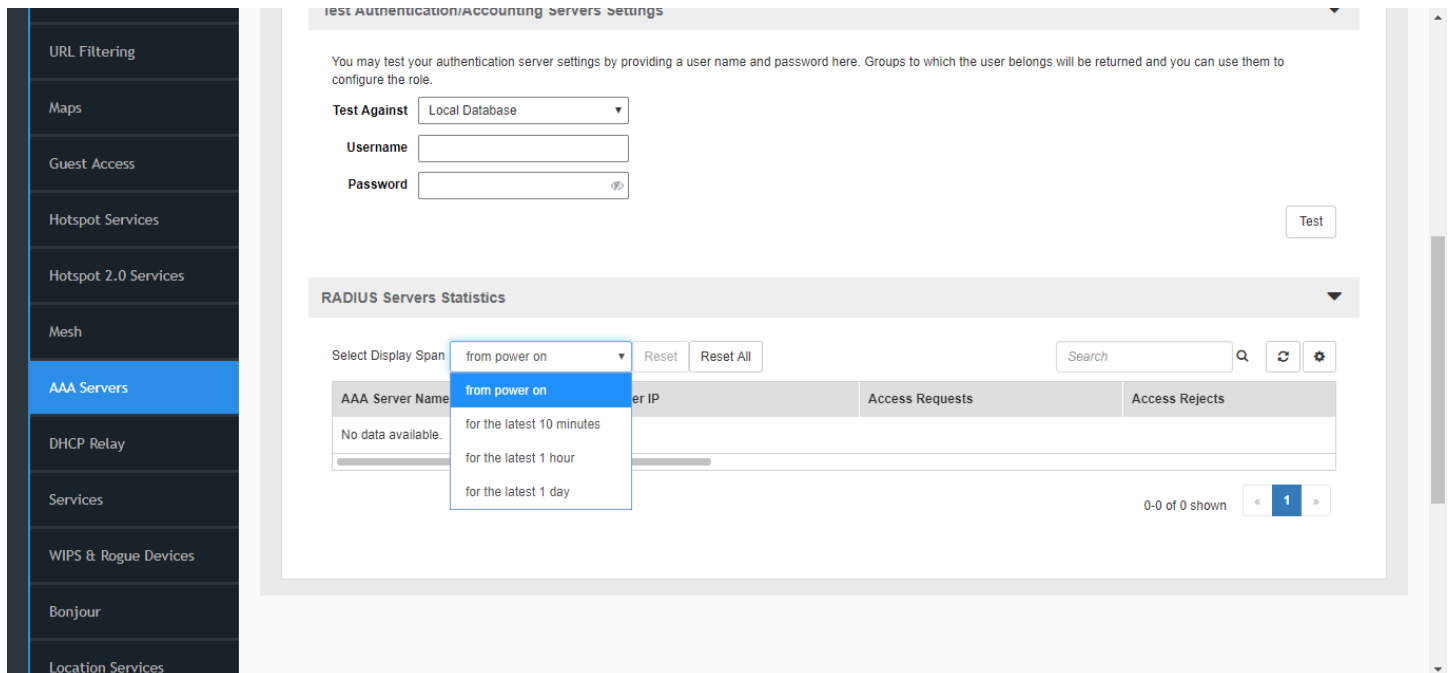 Test Authentication/Accounting Servers Settings
URL Filtering
Maps
Guest Access
Hotspot Services
Hotspot 2.0 Services
Mesh
AAA Servers
DHCP Relay
Services
WIPS & Rogue Devices
Bonjour
Location Services
You may test your authentication server settings by providing a user name and password here. Groups to which the user belongs will be returned and you can use them to
configure the role.
Test Against Local Database
Username
Password
Test
RADIUS Servers Statistics
Select Display Span from power on Reset Reset All Search
AAA Server Name er IP Access Requests Access Rejects
No data available.
from power on
for the latest 10 minutes
for the latest 1 hour
for the latest 1 day
0-0 of 0 shown « 1 »